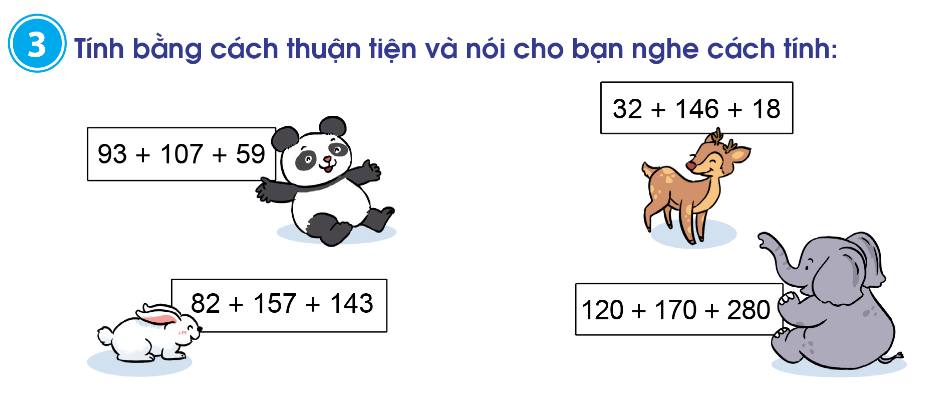 3 Tính bằng cách thuận tiện và nói cho bạn nghe cách tính:
93 + 107 + 59
32 + 146 + 18
82 + 157 + 143
120 + 170 + 280